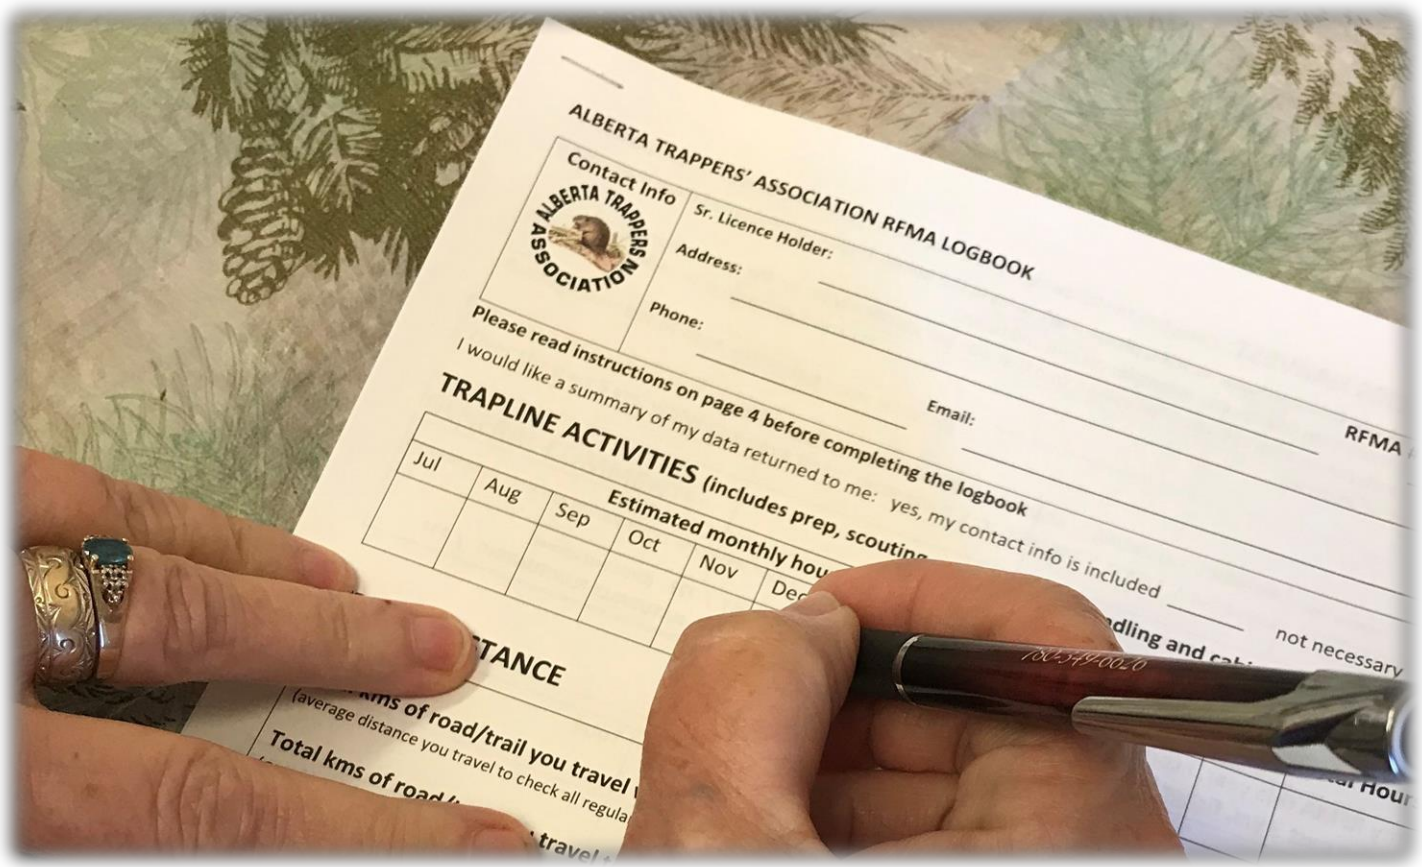 ALBERTA TRAPPERS' ASSOCIATION RFMA LOGBOOK
Contact Info
ALBERTA TRAPPERS
ASSOCIATION
Sr. Licence Holder:
Address:
Phone:
Email:
RFMA
Please read instructions on page 4 before completing the logbook
I would like a summary of my data returned to me: yes, my contact info is included ______ not necessary
TRAPLINE ACTIVITIES (includes prep, scouting
Estimated monthly hou
Jul Aug Sep Oct Nov Dec
TANCE
kms of road/trail you travel
(average distance you travel to check all regula
Total kms of road/
travel
780-349-0020